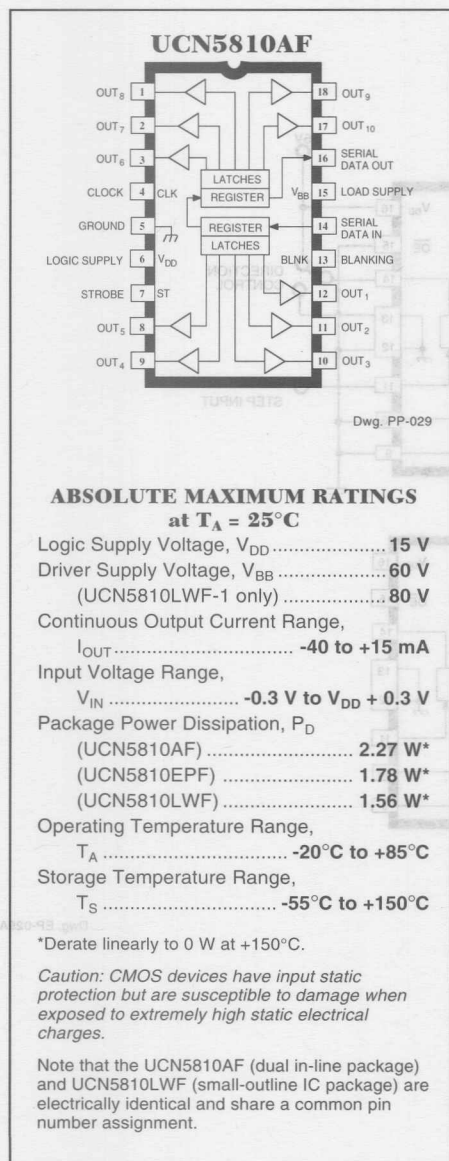 UCN5810AF
OUT8 1 18 OUT9
OUT7 2 17 OUT10
OUT6 3 16 SERIAL DATA OUT
LATCHES
CLOCK 4 CLK REGISTER VBB 15 LOAD SUPPLY
GROUND 5 REGISTER 14 SERIAL DATA IN
LATCHES
LOGIC SUPPLY 6 VDD BLNK 13 BLANKING
STROBE 7 ST 12 OUT1
OUT5 8 11 OUT2
OUT4 9 10 OUT3
Dwg. PP-029
ABSOLUTE MAXIMUM RATINGS
at TA = 25°C
Logic Supply Voltage, VDD ................... 15 V
Driver Supply Voltage, VBB ................... 60 V
(UCN5810LWF-1 only) ................... 80 V
Continuous Output Current Range,
IOUT ........................... -40 to +15 mA
Input Voltage Range,
VIN ................... -0.3 V to VDD + 0.3 V
Package Power Dissipation, PD
(UCN5810AF) ........................ 2.27 W*
(UCN5810EPF) ...................... 1.78 W*
(UCN5810LWF) ...................... 1.56 W*
Operating Temperature Range,
TA ............................... -20°C to +85°C
Storage Temperature Range,
TS ............................. -55°C to +150°C
*Derate linearly to 0 W at +150°C.
Caution: CMOS devices have input static
protection but are susceptible to damage when
exposed to extremely high static electrical
charges.
Note that the UCN5810AF (dual in-line package)
and UCN5810LWF (small-outline IC package) are
electrically identical and share a common pin
number assignment.